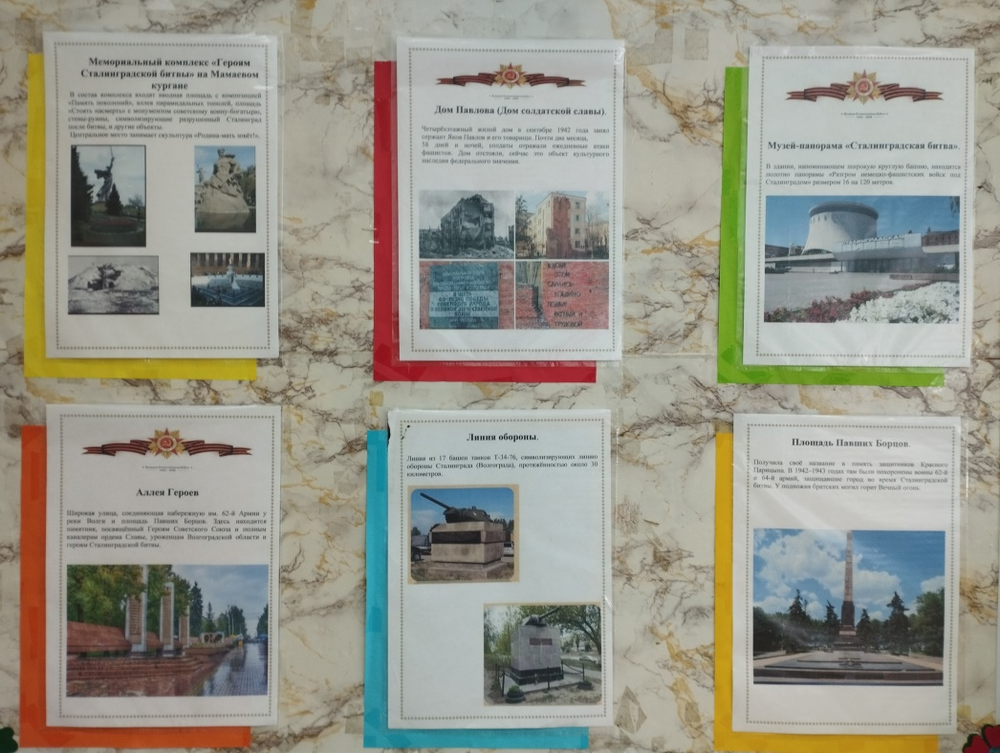 Мемориальный комплекс «Героям
Сталинградской битвы» на Мамаевом
кургане
В состав комплекса входят вводная площадь с композицией
«Память поколений», аллея пирамидальных тополей, площадь
«Стоять насмерть» с монументом советскому воину-богатырю,
стены-руины, символизирующие разрушенный Сталинград
после битвы, и другие объекты.
Центральное место занимает скульптура «Родина-мать зовёт!».
Дом Павлова (Дом солдатской славы).
Четырёхэтажный жилой дом в сентябре 1942 года занял
сержант Яков Павлов и его товарищи. Почти два месяца,
58 дней и ночей, солдаты отражали ежедневные атаки
фашистов. Дом отстояли, сейчас это объект культурного
наследия федерального значения.
Музей-панорама «Сталинградская битва».
В здании, напоминающем широкую круглую башню, находится
полотно панорамы «Разгром немецко-фашистских войск под
Сталинградом» размером 16 на 120 метров.
Аллея Героев
Широкая улица, соединяющая набережную им. 62-й Армии у
реки Волги и площадь Павших Борцов. Здесь находится
памятник, посвящённый Героям Советского Союза и полным
кавалерам ордена Славы, уроженцам Волгоградской области и
героям Сталинградской битвы.
Линия обороны.
Линия из 17 башен танков Т-34-76, символизирующих линию
обороны Сталинграда (Волгограда), протяжённостью около 30
километров.
Площадь Павших Борцов.
Получила своё название в память защитников Красного
Царицына. В 1942–1943 годах там были похоронены воины 62-й
и 64-й армий, защищавшие город во время Сталинградской
битвы. У подножия братских могил горит Вечный огонь.